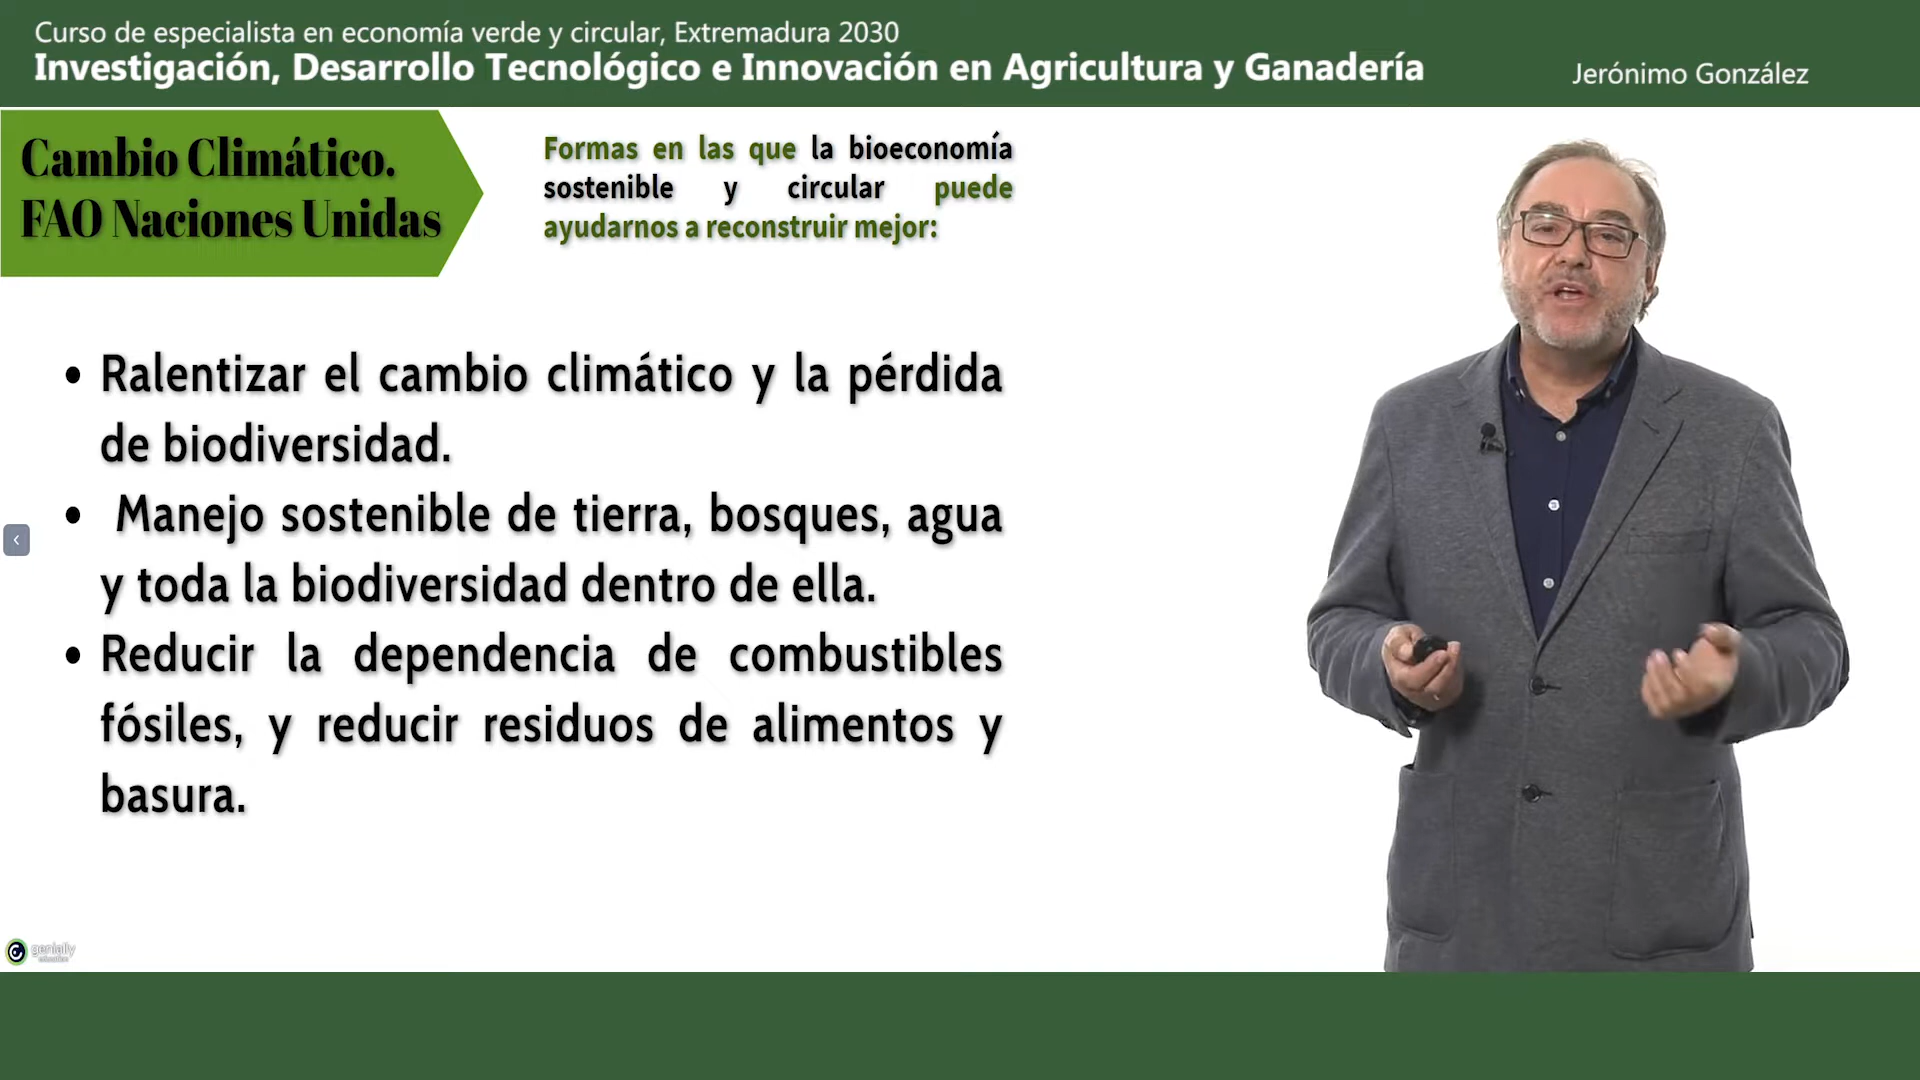 Curso de especialista en economía verde y circular, Extremadura 2030
Investigación, Desarrollo Tecnológico e Innovación en Agricultura y Ganadería
Jerónimo González
Cambio Climático.
FAO Naciones Unidas
Formas en las que la bioeconomía
sostenible y circular puede
ayudarnos a reconstruir mejor:
• Ralentizar el cambio climático y la pérdida
de biodiversidad.
• Manejo sostenible de tierra, bosques, agua
y toda la biodiversidad dentro de ella.
• Reducir la dependencia de combustibles
fósiles, y reducir residuos de alimentos y
basura.
genially
education